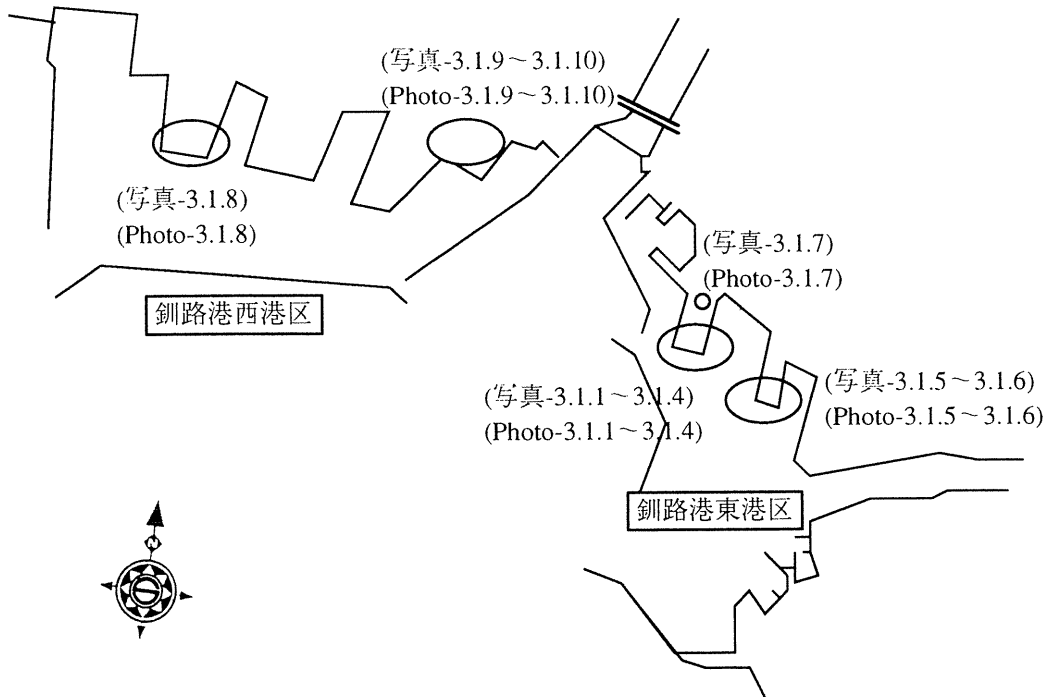 (写真-3.1.9～3.1.10)
(Photo-3.1.9～3.1.10)
(写真-3.1.8)
(Photo-3.1.8)
(写真-3.1.7)
(Photo-3.1.7)
釧路港西港区
(写真-3.1.1～3.1.4)
(Photo-3.1.1～3.1.4)
(写真-3.1.5～3.1.6)
(Photo-3.1.5～3.1.6)
釧路港東港区